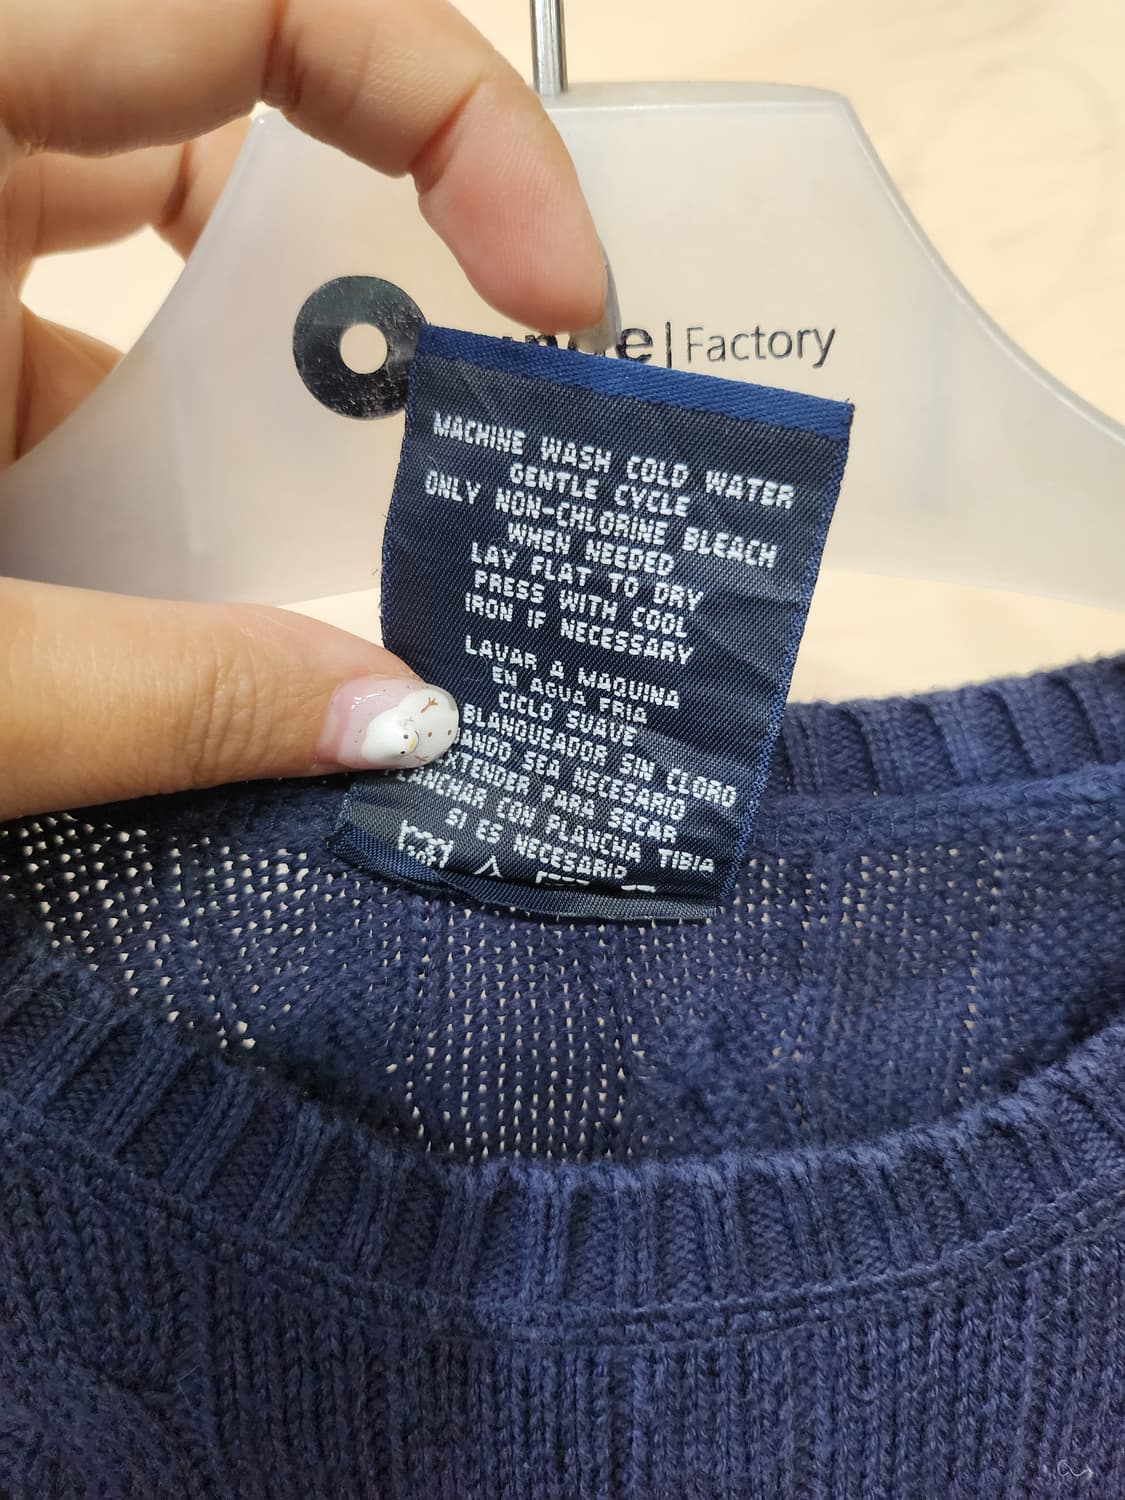 e|Factory
MACHINE WASH COLD WATER
GENTLE CYCLE
ONLY NON-CHLORINE BLEACH
WHEN NEEDED
LAY FLAT TO DRY
PRESS WITH COOL
IRON IF NECESSARY
LAVAR A MAQUINA
EN AGUA FRIA
CICLO SUAVE
BLANQUEADOR SIN CLORO
SEA NECESARIO
PARA SECAR
CON PLANCHA TIBIA
SI ES NECESARIO